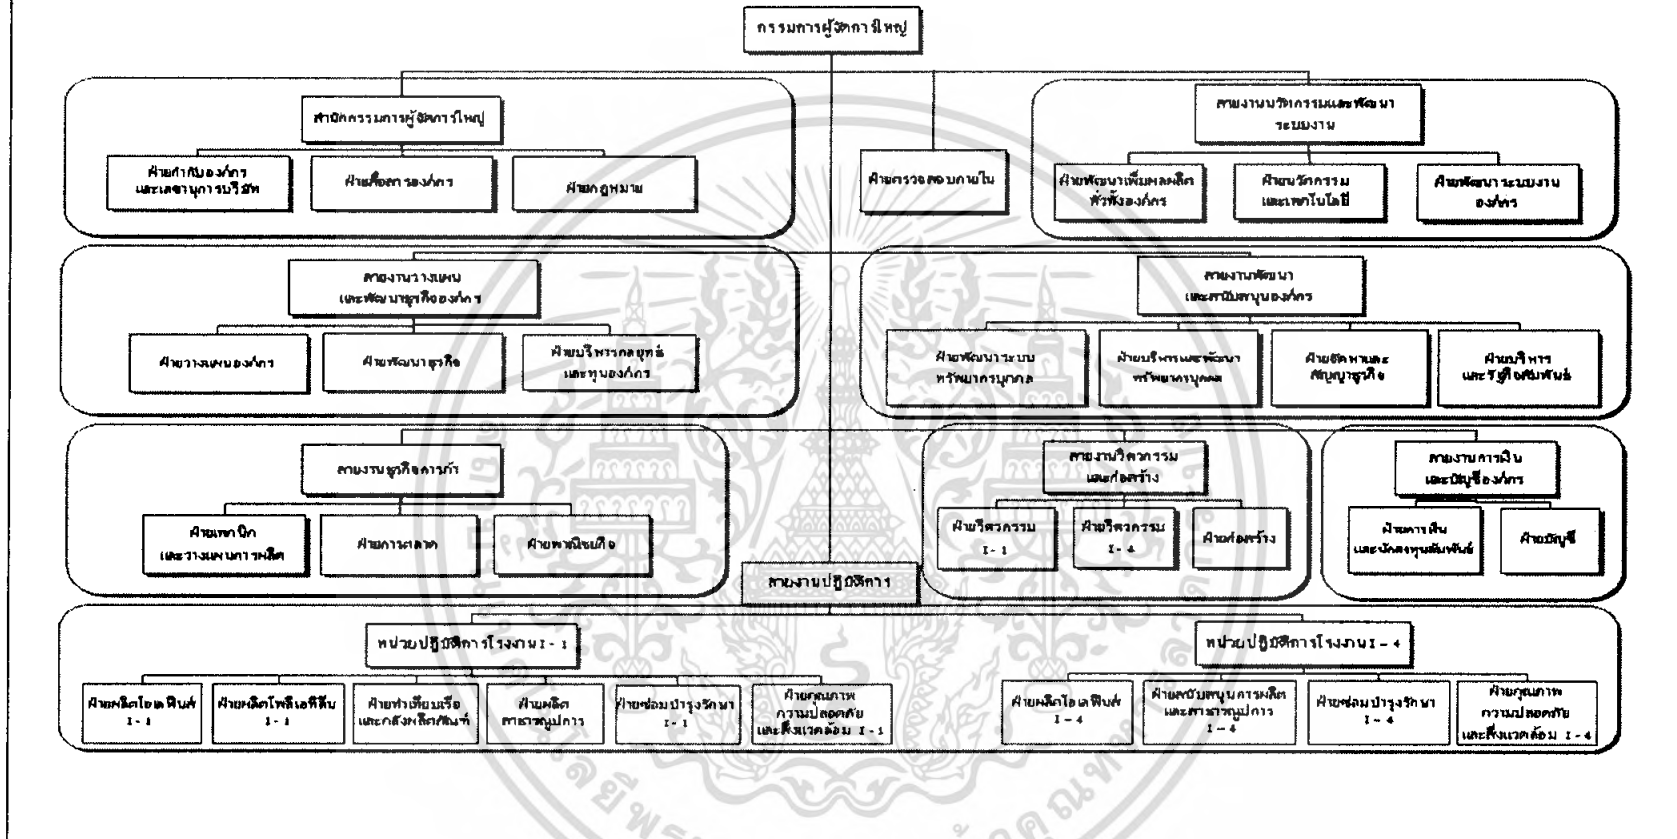 กรรมการผู้จัดการใหญ่
สำนักกรรมการผู้จัดการใหญ่
ฝ่ายกำกับองค์กร
และเลขานุการบริษัท
ฝ่ายสื่อสารองค์กร
ฝ่ายกฎหมาย
ฝ่ายตรวจสอบภายใน
สายงานนวัตกรรมและพัฒนา
ระบบงาน
ฝ่ายพัฒนาเพิ่มผลผลิต
ทั่วทั้งองค์กร
ฝ่ายนวัตกรรม
และเทคโนโลยี
ฝ่ายพัฒนาระบบงาน
องค์กร
สายงานวางแผน
และพัฒนาธุรกิจองค์กร
ฝ่ายวางแผนองค์กร
ฝ่ายพัฒนาธุรกิจ
ฝ่ายบริหารกลยุทธ์
และทุนองค์กร
สายงานพัฒนา
และสนับสนุนองค์กร
ฝ่ายพัฒนาระบบ
ทรัพยากรบุคคล
ฝ่ายบริหารและพัฒนา
ทรัพยากรบุคคล
ฝ่ายจัดหาและ
สัญญาธุรกิจ
ฝ่ายบริหาร
และรัฐกิจสัมพันธ์
สายงานธุรกิจการค้า
ฝ่ายเทคนิค
และวางแผนการผลิต
ฝ่ายการตลาด
ฝ่ายพาณิชยกิจ
สายงานวิศวกรรม
และก่อสร้าง
ฝ่ายวิศวกรรม
I - 1
ฝ่ายวิศวกรรม
I - 4
ฝ่ายก่อสร้าง
สายงานการเงิน
และบัญชีองค์กร
ฝ่ายการเงิน
และนักลงทุนสัมพันธ์
ฝ่ายบัญชี
สายงานปฏิบัติการ
หน่วยปฏิบัติการโรงงาน I - 1
ฝ่ายผลิตโอเลฟินส์
I - 1
ฝ่ายผลิตโพลีเอทิลีน
I - 1
ฝ่ายท่าเทียบเรือ
และคลังผลิตภัณฑ์
ฝ่ายผลิต
สาธารณูปการ
ฝ่ายซ่อมบำรุงรักษา
I - 1
ฝ่ายคุณภาพ
ความปลอดภัย
และสิ่งแวดล้อม I - 1
หน่วยปฏิบัติการโรงงาน I – 4
ฝ่ายผลิตโอเลฟินส์
I – 4
ฝ่ายสนับสนุนการผลิต
และสาธารณูปการ
I – 4
ฝ่ายซ่อมบำรุงรักษา
I – 4
ฝ่ายคุณภาพ
ความปลอดภัย
และสิ่งแวดล้อม I - 4